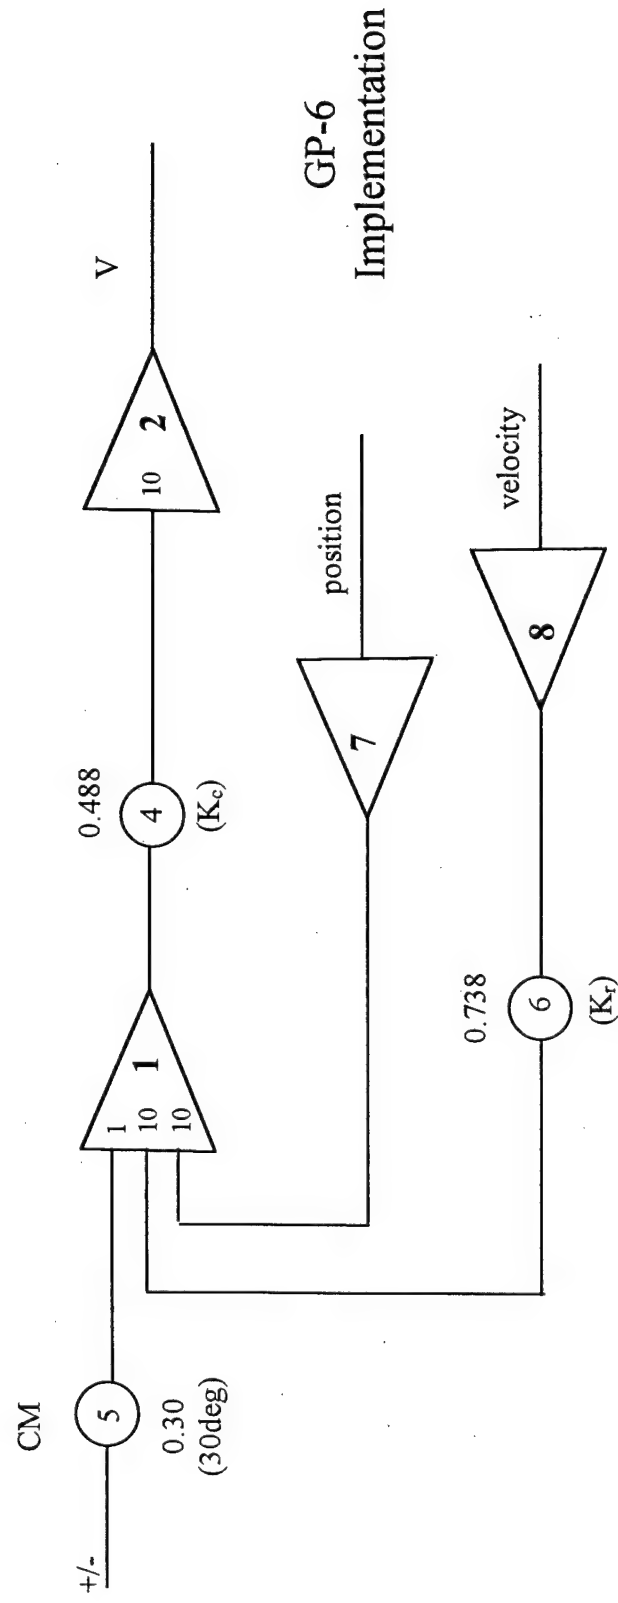 CM
+/-
5
0.30
(30deg)
1
10
10
1
0.488
4
(Kc)
10
2
V
7
position
0.738
6
(Kr)
8
velocity
GP-6
Implementation